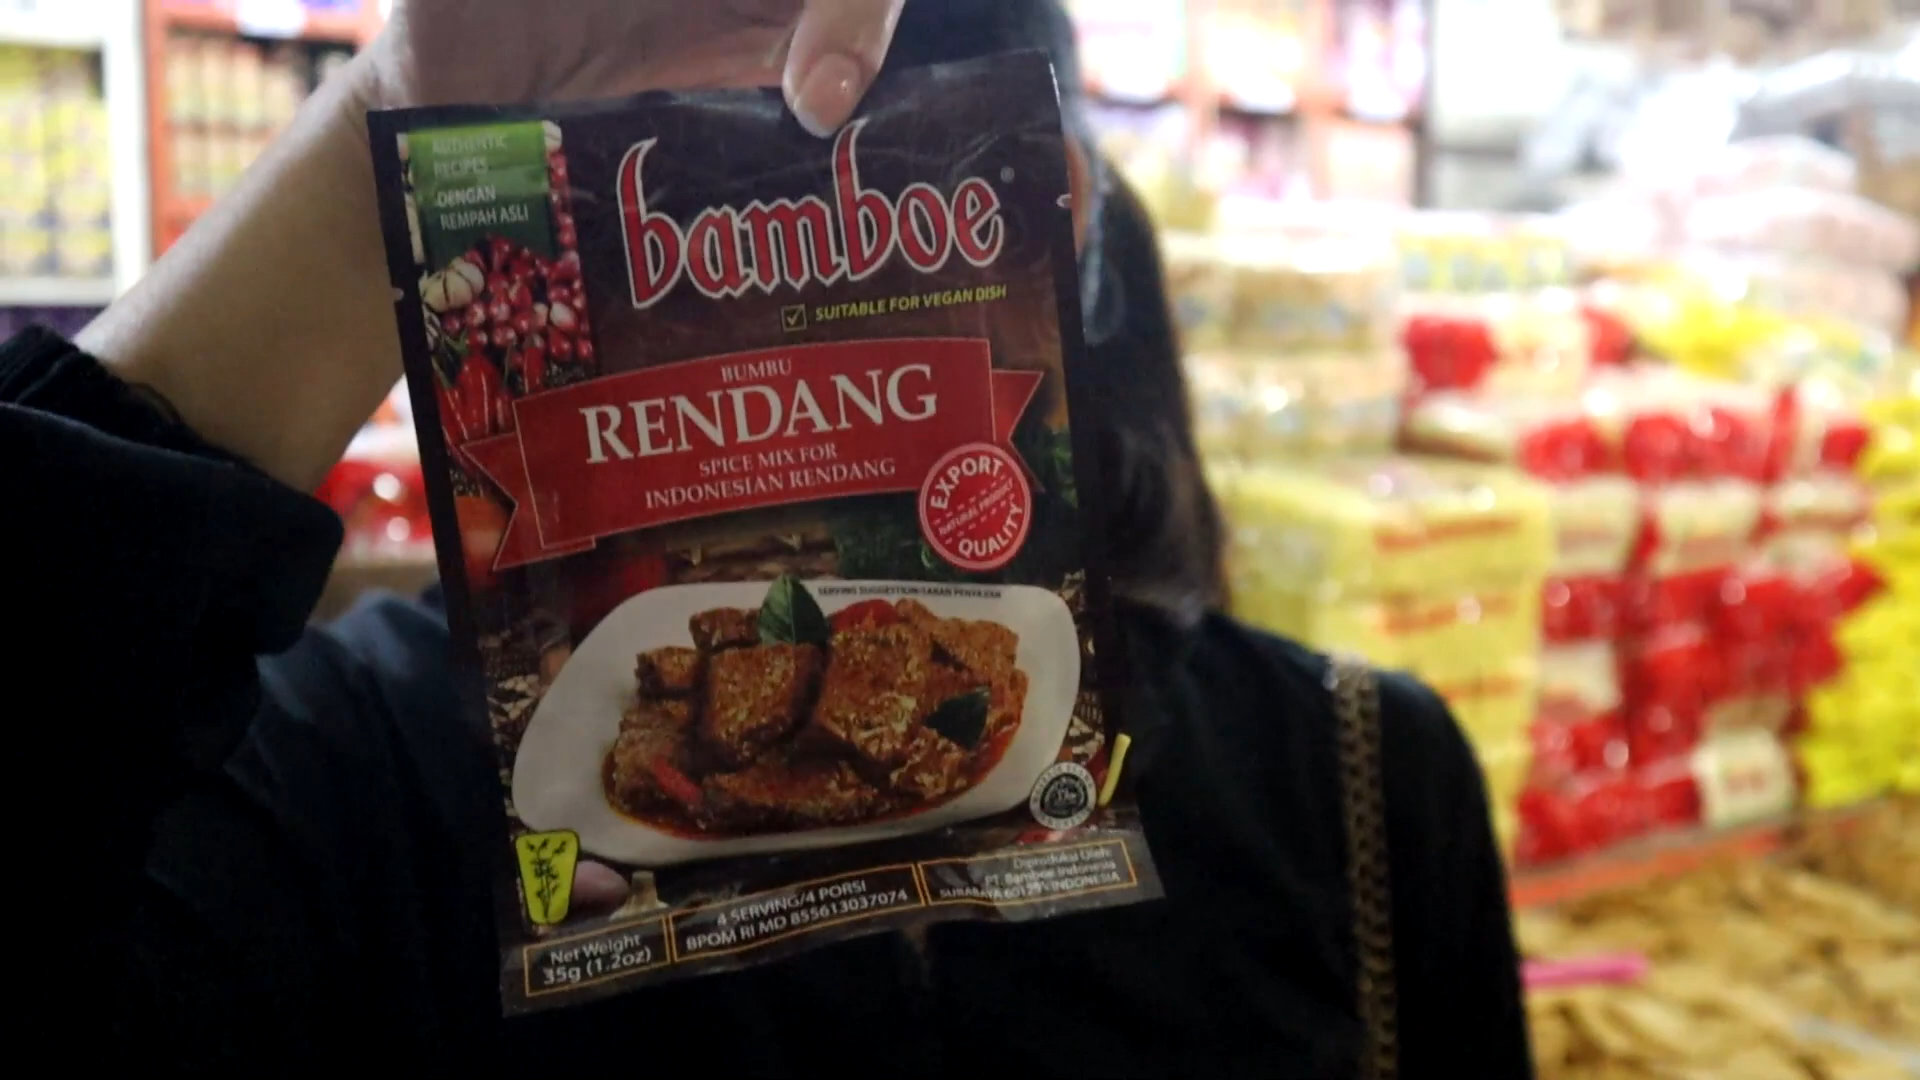 AUTHENTIC
RECIPES
DENGAN
REMPAH ASLI
bamboe
SUITABLE FOR VEGAN DISH
BUMBU
RENDANG
SPICE MIX FOR
INDONESIAN RENDANG
EXPORT
NATURAL PRODUCT
QUALITY
SERVING SUGGESTION/SARAN PENYAJIAN
Net Weight
35g (1.2oz)
4 SERVING/4 PORSI
BPOM RI MD 855613037074
Diproduksi Oleh:
PT. Bamboe Indonesia
SURABAYA 60129 - INDONESIA